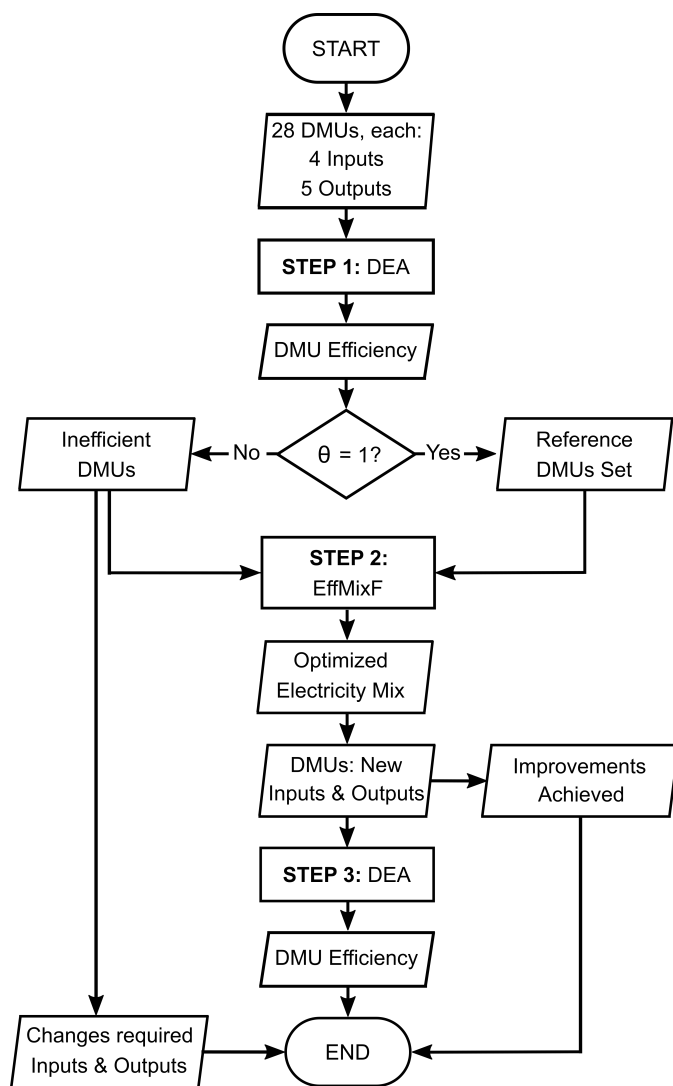 START
28 DMUs, each:
4 Inputs
5 Outputs
STEP 1: DEA
DMU Efficiency
Inefficient
DMUs
No
θ = 1?
Yes
Reference
DMUs Set
STEP 2:
EffMixF
Optimized
Electricity Mix
DMUs: New
Inputs & Outputs
Improvements
Achieved
STEP 3: DEA
DMU Efficiency
Changes required
Inputs & Outputs
END